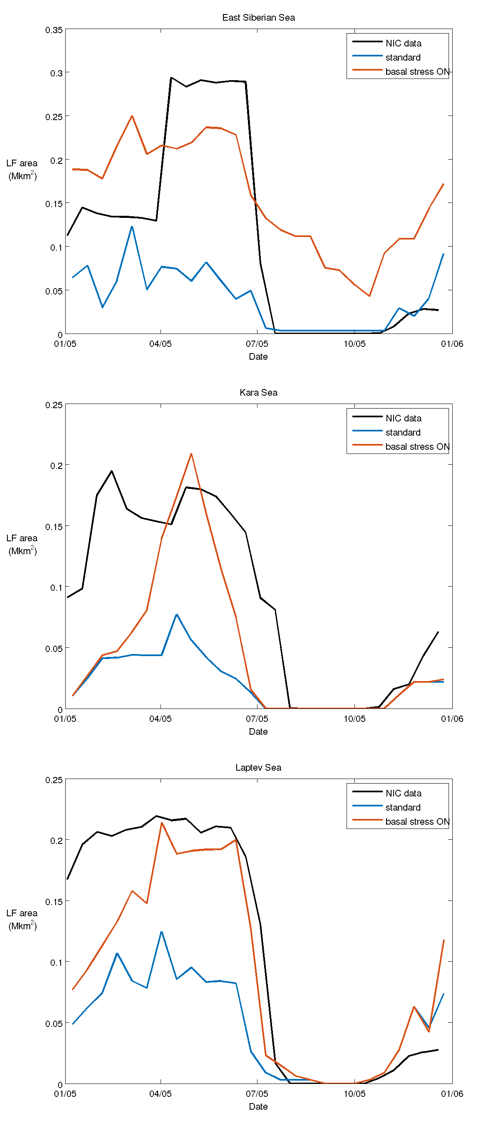 East Siberian Sea
0.35
0.3
0.25
0.2
0.15
0.1
0.05
0
LF area
(Mkm²)
NIC data
standard
basal stress ON
01/05 04/05 07/05 10/05 01/06
Date
Kara Sea
0.25
0.2
0.15
0.1
0.05
0
LF area
(Mkm²)
NIC data
standard
basal stress ON
01/05 04/05 07/05 10/05 01/06
Date
Laptev Sea
0.25
0.2
0.15
0.1
0.05
0
LF area
(Mkm²)
NIC data
standard
basal stress ON
01/05 04/05 07/05 10/05 01/06
Date